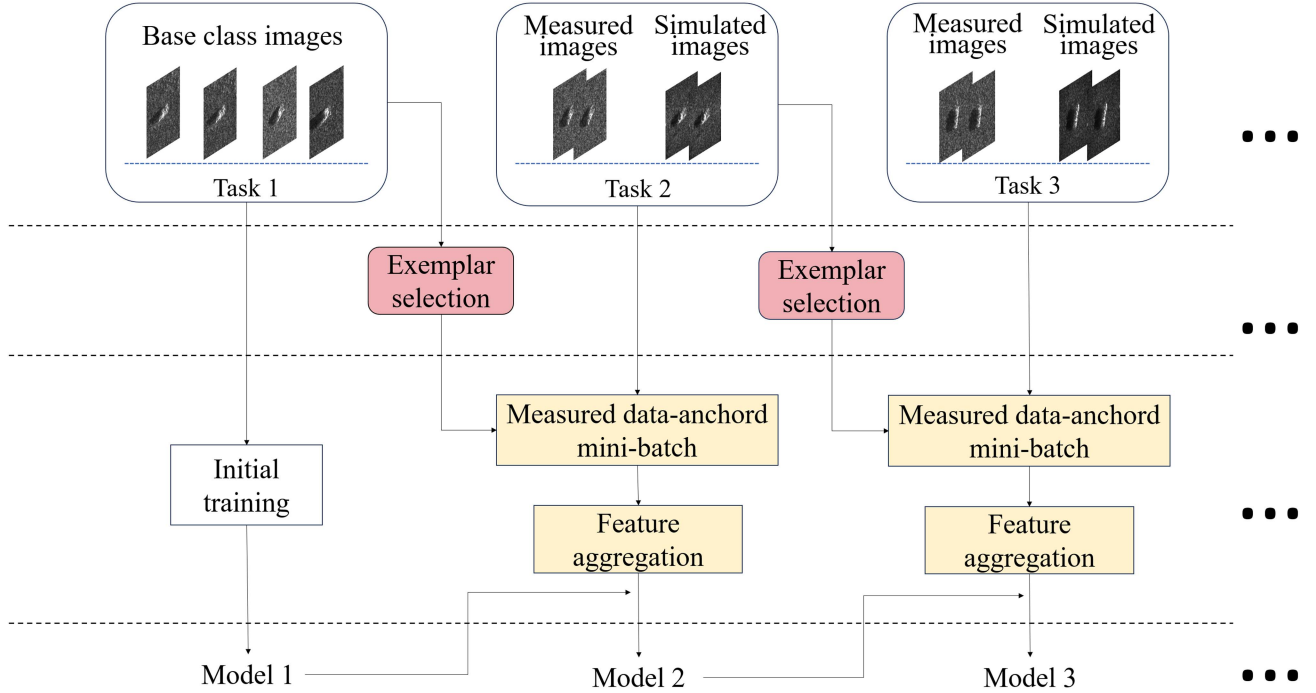 Base class images
Measured
images
Simulated
images
Measured
images
Simulated
images
Task 1
Task 2
Task 3
Exemplar
selection
Exemplar
selection
Measured data-anchord
mini-batch
Measured data-anchord
mini-batch
Initial
training
Feature
aggregation
Feature
aggregation
Model 1
Model 2
Model 3